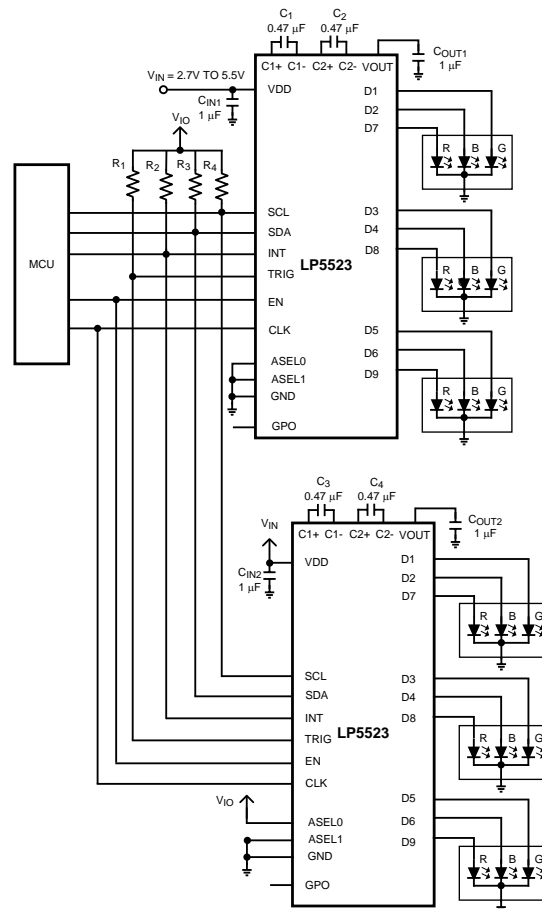 C1
0.47 µF
C2
0.47 µF
C1+ C1- C2+ C2- VOUT
COUT1
1 µF
VIN = 2.7V TO 5.5V
CIN1
1 µF
VDD
VIO
R1 R2 R3 R4
MCU
SCL
SDA
INT
TRIG
EN
CLK
ASEL0
ASEL1
GND
GPO
LP5523
D1
D2
D7
R B G
D3
D4
D8
R B G
D5
D6
D9
R B G
C3
0.47 µF
C4
0.47 µF
C1+ C1- C2+ C2- VOUT
COUT2
1 µF
VIN
CIN2
1 µF
VDD
SCL
SDA
INT
TRIG
EN
CLK
VIO
ASEL0
ASEL1
GND
GPO
LP5523
D1
D2
D7
R B G
D3
D4
D8
R B G
D5
D6
D9
R B G